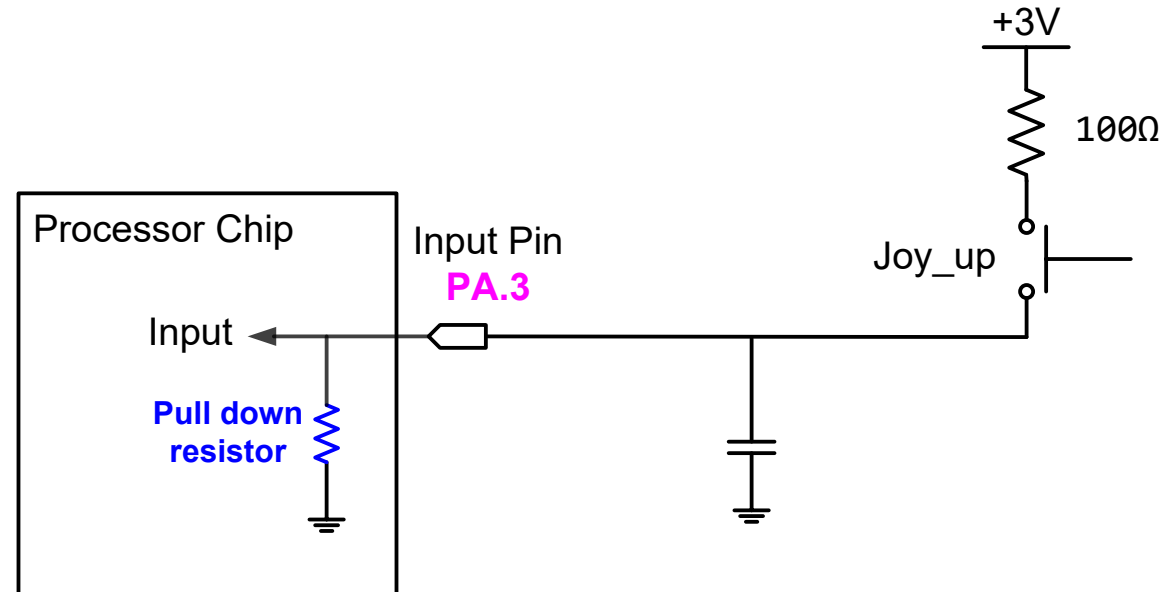 +3V
100Ω
Processor Chip
Input Pin
PA.3
Joy_up
Input
Pull down
resistor